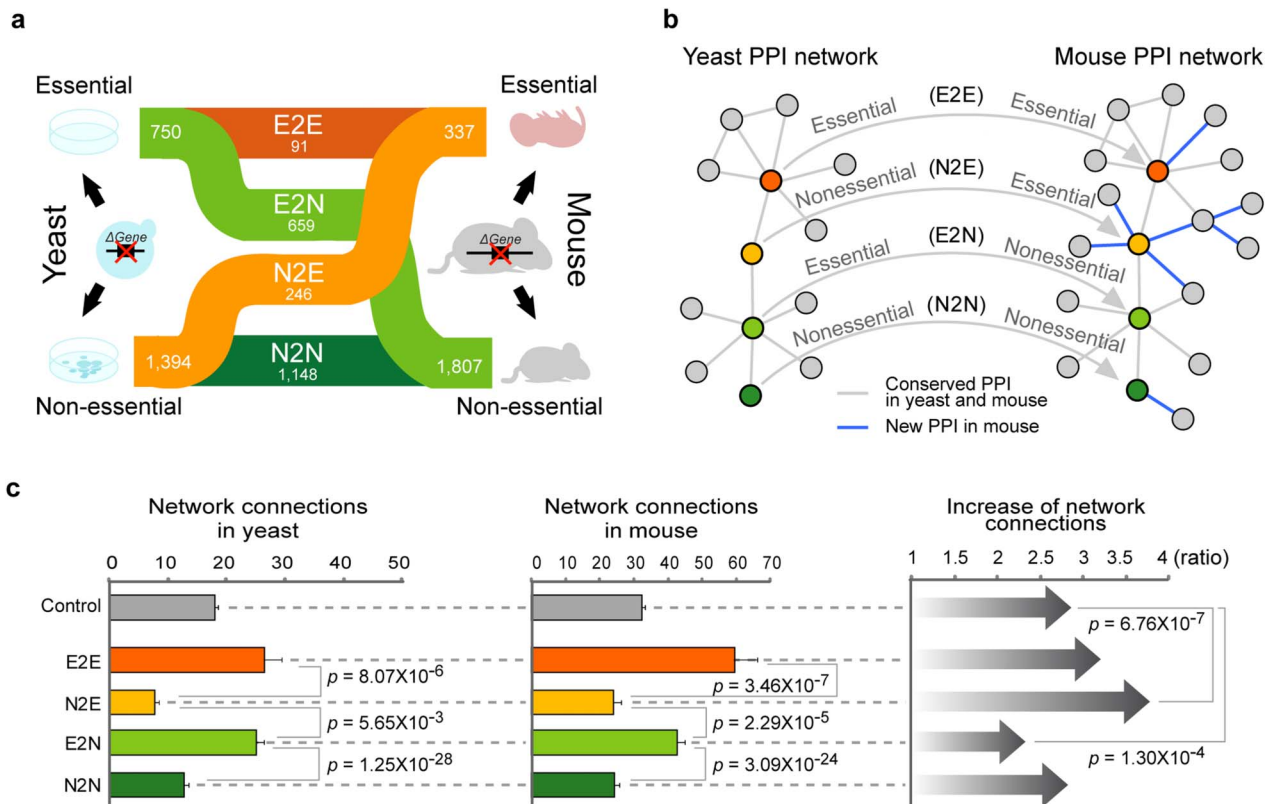 a
Essential
Essential
750
E2E
91
337
E2N
659
Yeast
ΔGene
ΔGene
Mouse
N2E
246
1,394
N2N
1,148
1,807
Non-essential
Non-essential
b
Yeast PPI network
Mouse PPI network
Essential
(E2E)
Essential
Nonessential
(N2E)
Essential
Essential
(E2N)
Nonessential
Nonessential
(N2N)
Nonessential
Conserved PPI
in yeast and mouse
New PPI in mouse
c
Network connections
in yeast
0 10 20 30 40 50
Network connections
in mouse
0 10 20 30 40 50 60 70
Increase of network
connections
1 1.5 2 2.5 3 3.5 4 (ratio)
Control
E2E
N2E
E2N
N2N
p = 8.07X10⁻⁶
p = 5.65X10⁻³
p = 1.25X10⁻²⁸
p = 3.46X10⁻⁷
p = 2.29X10⁻⁵
p = 3.09X10⁻²⁴
p = 6.76X10⁻⁷
p = 1.30X10⁻⁴